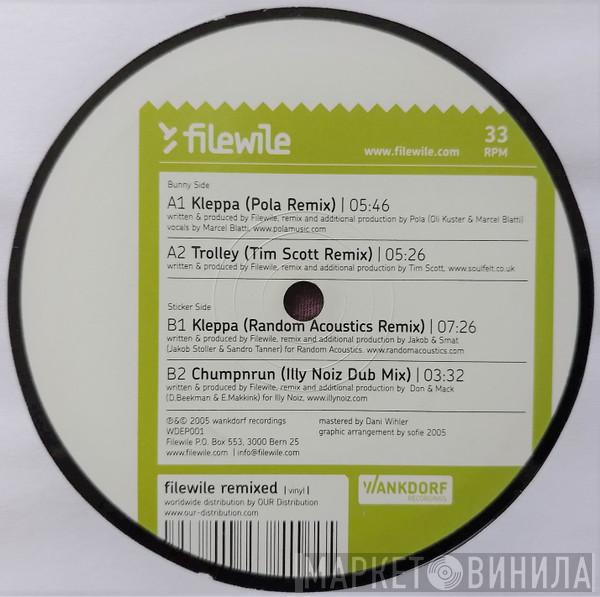 filewile
www.filewile.com
33
RPM
Bunny Side
A1 Kleppa (Pola Remix) | 05:46
written & produced by Filewile, remix and additional production by Pola (Oli Kuster & Marcel Blatti)
vocals by Marcel Blatti, www.polamusic.com
A2 Trolley (Tim Scott Remix) | 05:26
written & produced by Filewile, remix and additional production by Tim Scott, www.soulfelt.co.uk
Sticker Side
B1 Kleppa (Random Acoustics Remix) | 07:26
written & produced by Filewile, remix and additional production by Jakob & Smat
(Jakob Stoller & Sandro Tanner) for Random Acoustics. www.randomacoustics.com
B2 Chumpnrun (Illy Noiz Dub Mix) | 03:32
written & produced by Filewile, remix and additional production by Don & Mack
(D.Beekman & E.Makkink) for Illy Noiz, www.illynoiz.com
℗&© 2005 wankdorf recordings
WDEP001
Filewile P.O. Box 553, 3000 Bern 25
www.filewile.com | info@filewile.com
mastered by Dani Wihler
graphic arrangement by sofie 2005
filewile remixed | vinyl |
worldwide distribution by OUR Distribution
www.our-distribution.com
WANKDORF
RECORDINGS
МАРКЕТ ВИНИЛА